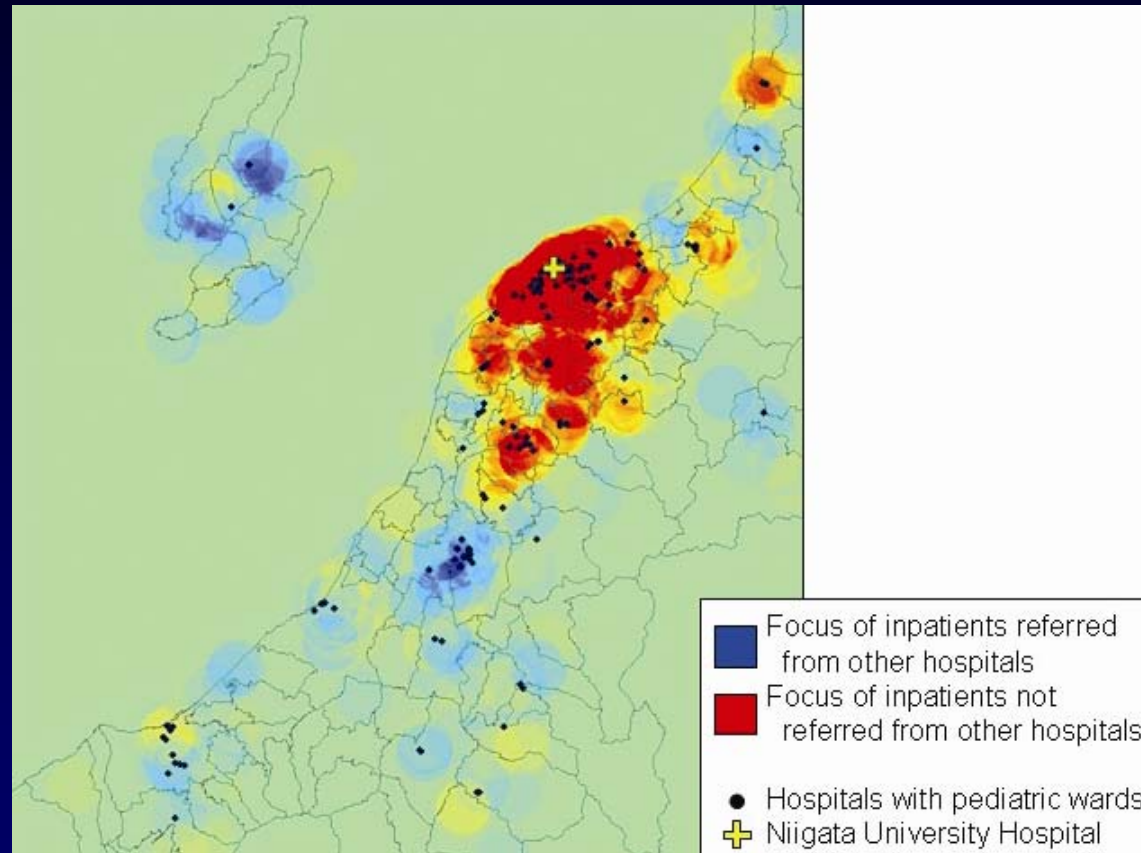 Focus of inpatients referred
from other hospitals
Focus of inpatients not
referred from other hospitals
Hospitals with pediatric wards
Niigata University Hospital